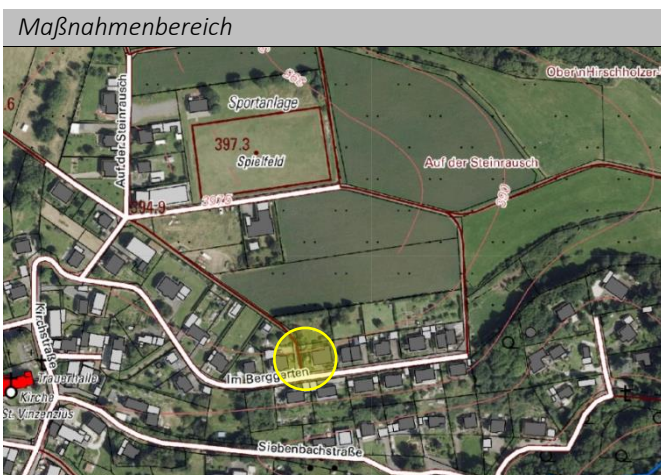 Maßnahmenbereich
Ober'n Hirschholzer
Sportanlage
397.3
Spielfeld
Auf der Steinrausch
Auf der Steinrausch
394.9
Kirchstraße
Trauerhalle
Kirche
St. Vinzenzius
Im Berggarten
Siebenbachstraße